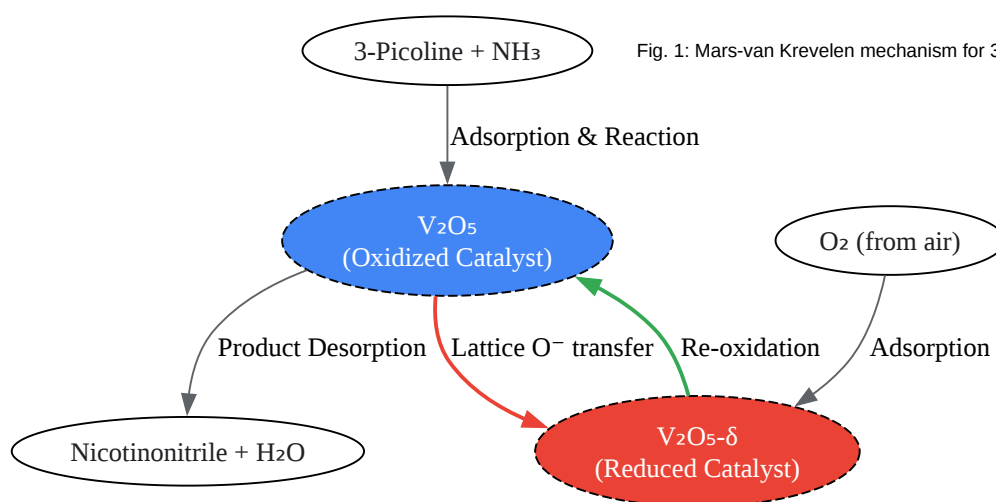 3-Picoline + NH₃
Fig. 1: Mars-van Krevelen mechanism for 3
Adsorption & Reaction
V₂O₅
(Oxidized Catalyst)
O₂ (from air)
Product Desorption
Lattice O⁻ transfer
Re-oxidation
Adsorption
Nicotinonitrile + H₂O
V₂O₅-δ
(Reduced Catalyst)